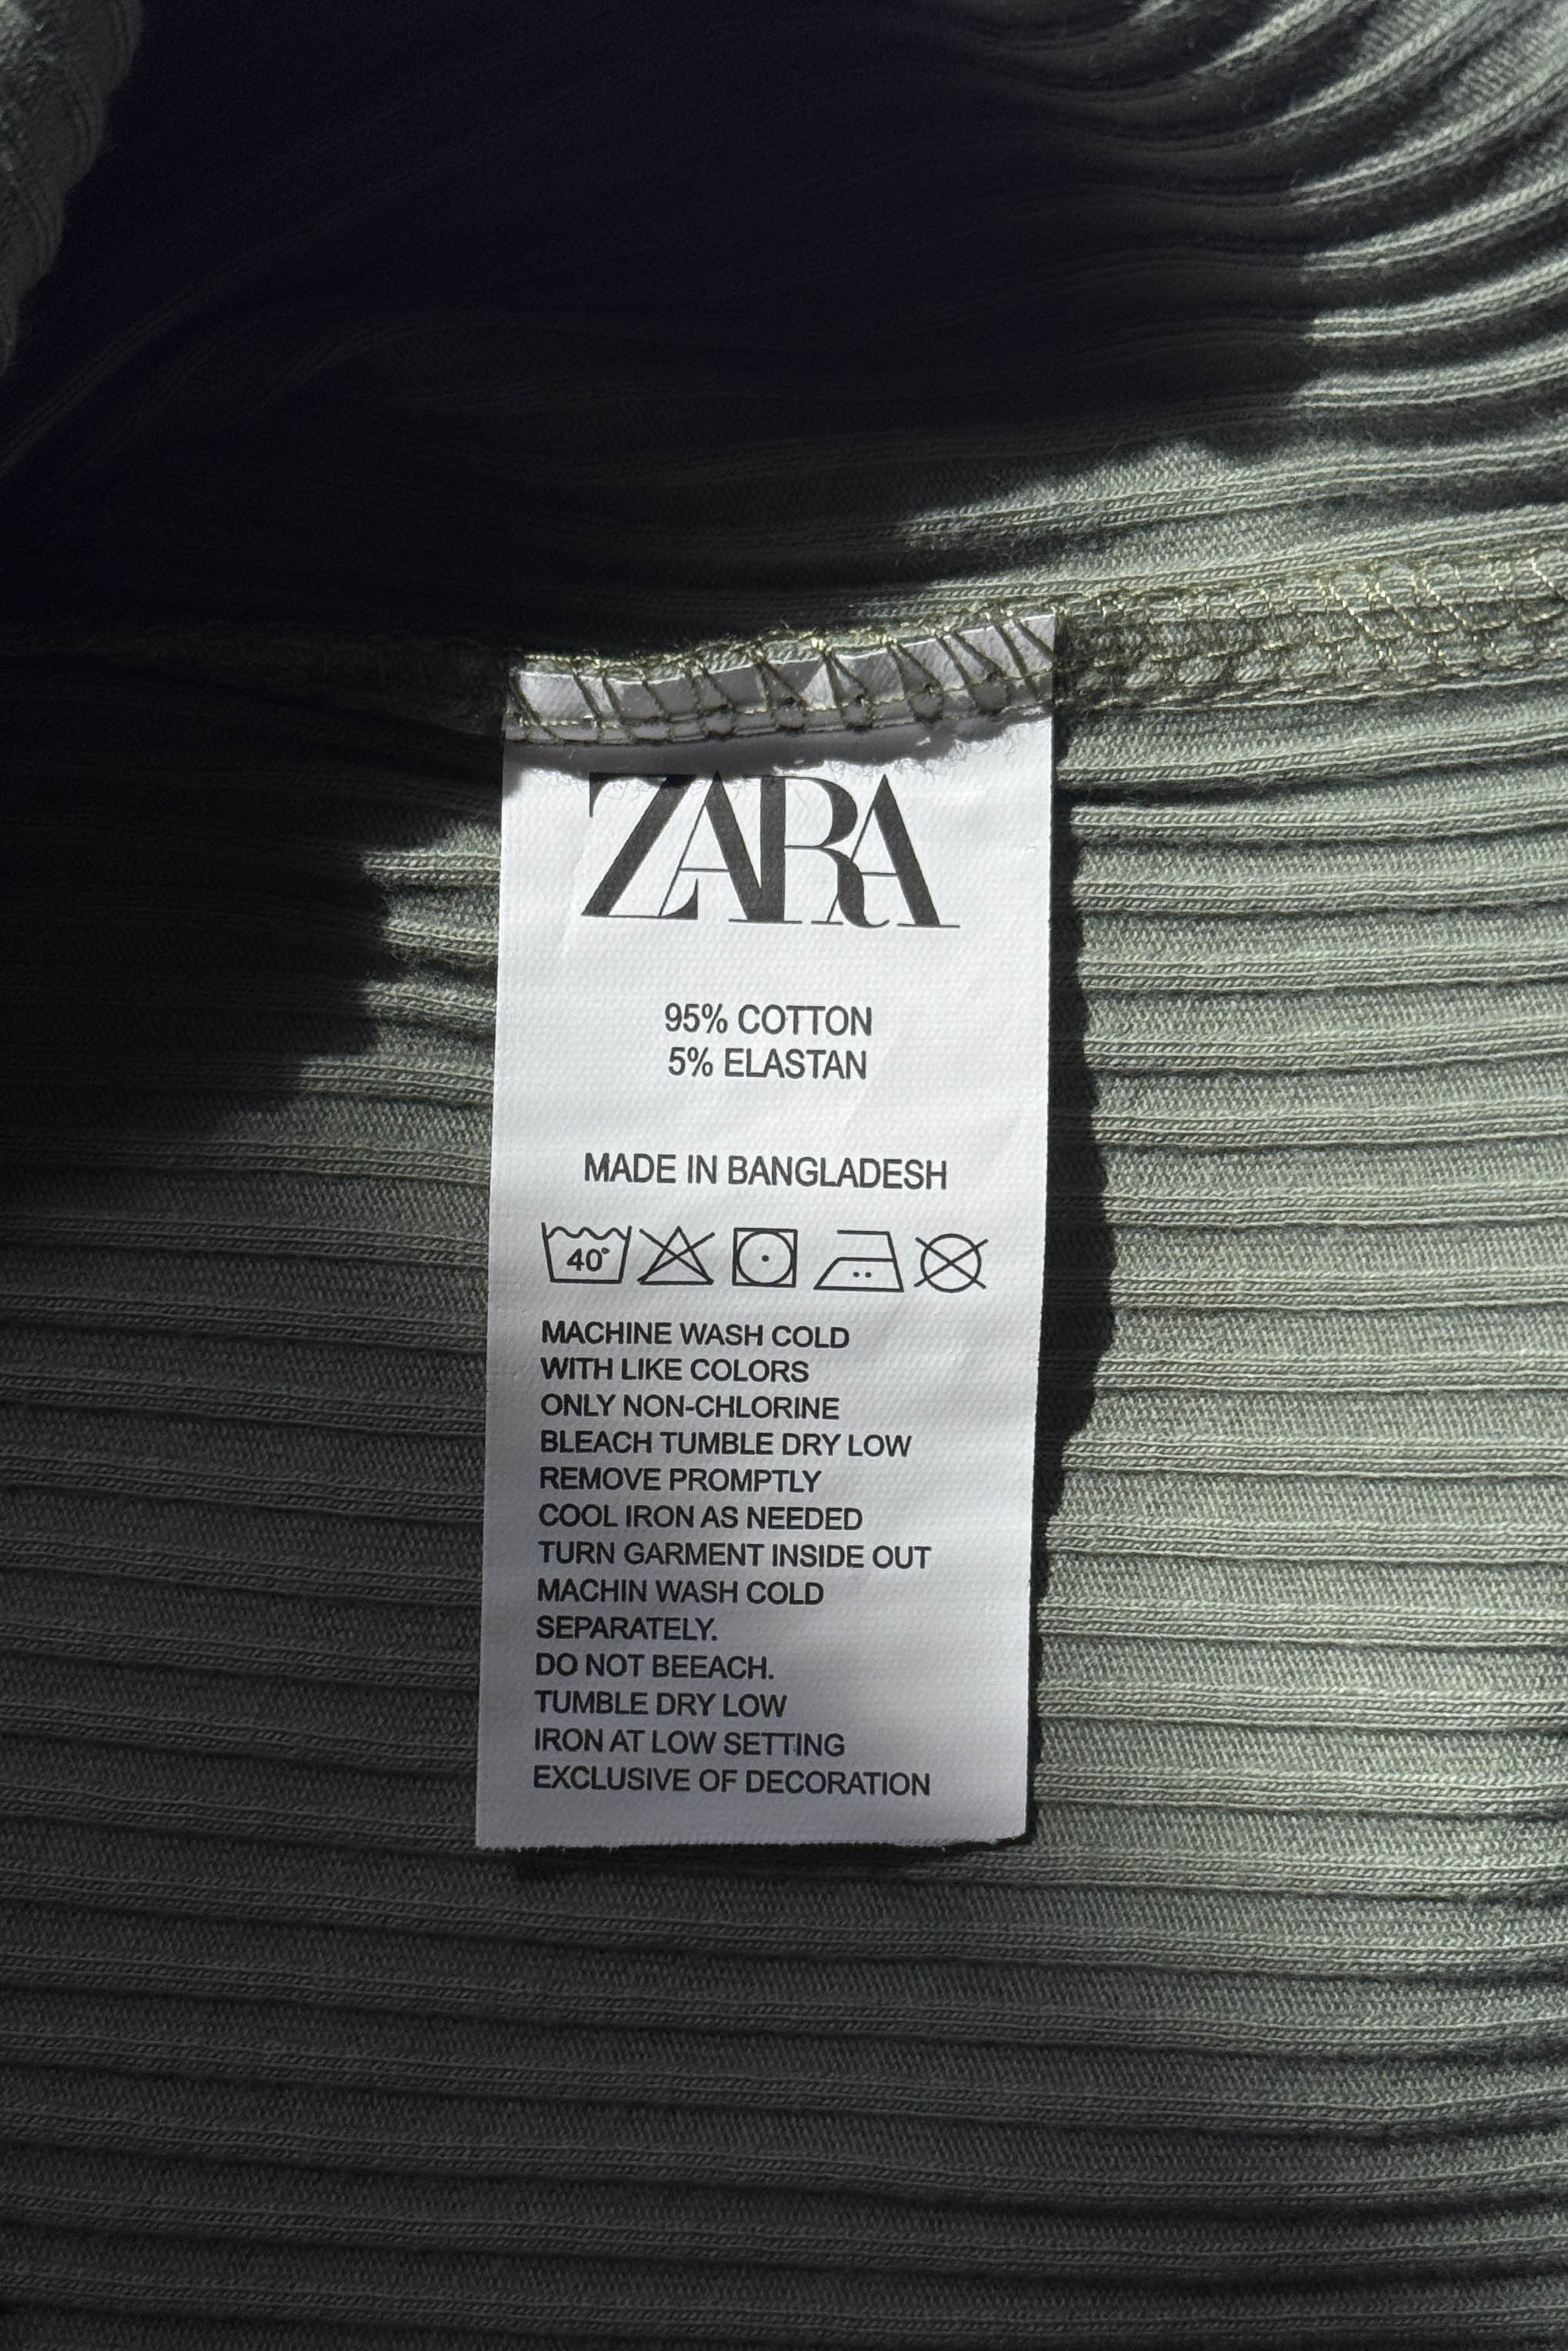 ZARA
95% COTTON
5% ELASTAN
MADE IN BANGLADESH
40°
MACHINE WASH COLD
WITH LIKE COLORS
ONLY NON-CHLORINE
BLEACH TUMBLE DRY LOW
REMOVE PROMPTLY
COOL IRON AS NEEDED
TURN GARMENT INSIDE OUT
MACHIN WASH COLD
SEPARATELY.
DO NOT BEEACH.
TUMBLE DRY LOW
IRON AT LOW SETTING
EXCLUSIVE OF DECORATION